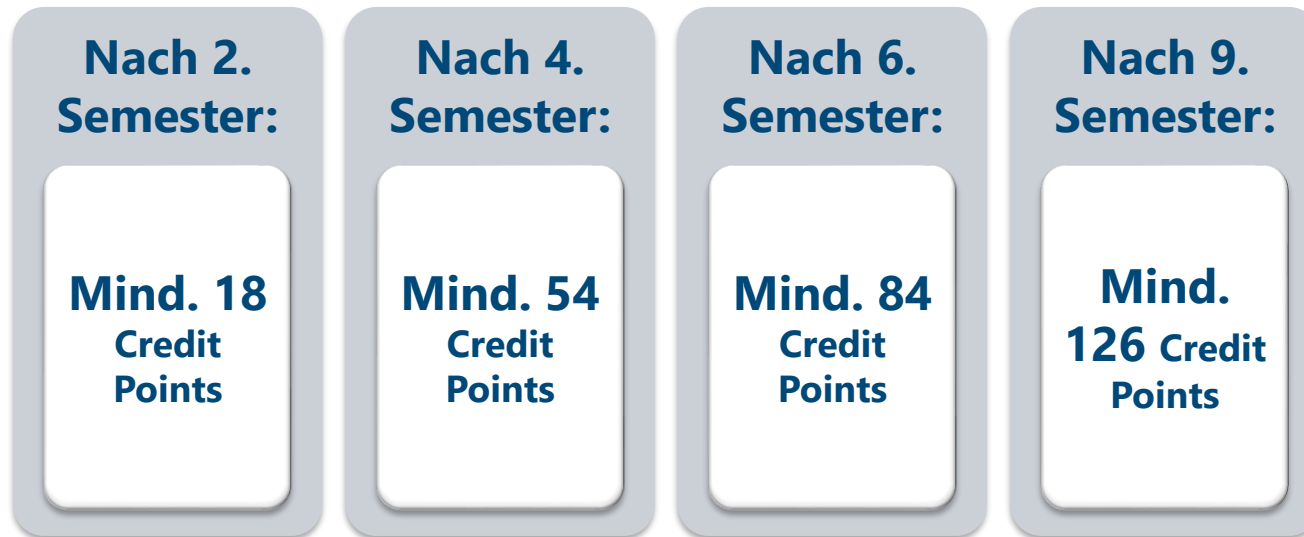 Nach 2.
Semester:
Mind. 18
Credit
Points
Nach 4.
Semester:
Mind. 54
Credit
Points
Nach 6.
Semester:
Mind. 84
Credit
Points
Nach 9.
Semester:
Mind.
126 Credit
Points